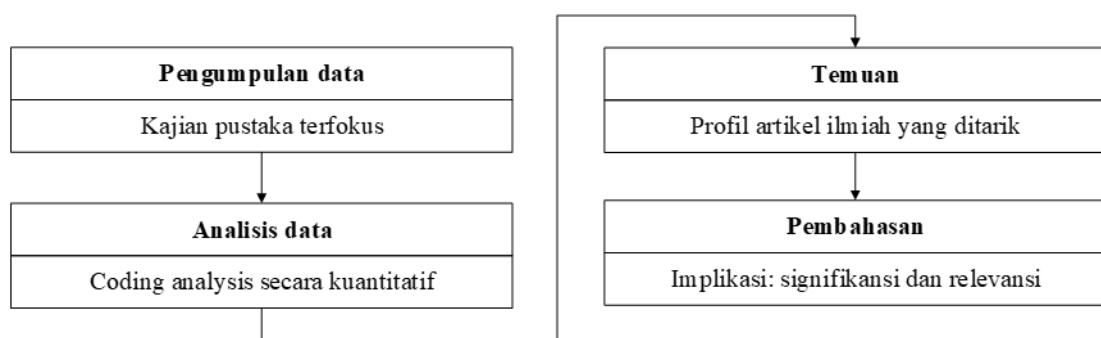 Pengumpulan data
Kajian pustaka terfokus
Analisis data
Coding analysis secara kuantitatif
Temuan
Profil artikel ilmiah yang ditarik
Pembahasan
Implikasi: signifikansi dan relevansi